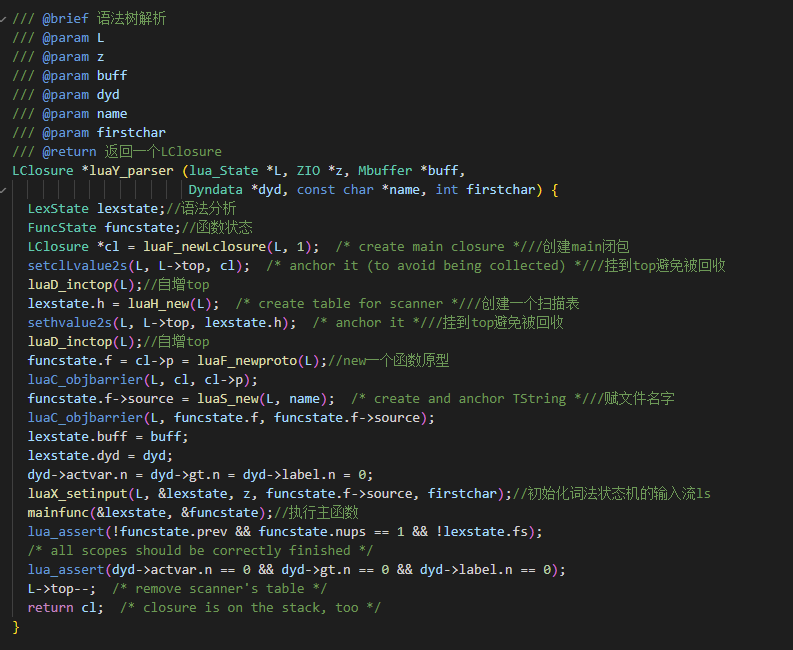 /// @brief 语法树解析
/// @param L
/// @param z
/// @param buff
/// @param dyd
/// @param name
/// @param firstchar
/// @return 返回一个LClosure
LClosure *luaY_parser (lua_State *L, ZIO *z, Mbuffer *buff,
                       Dyndata *dyd, const char *name, int firstchar) {
  LexState lexstate;//语法分析
  FuncState funcstate;//函数状态
  LClosure *cl = luaF_newLclosure(L, 1);  /* create main closure *///创建main闭包
  setclLvalue2s(L, L->top, cl);  /* anchor it (to avoid being collected) *///挂到top避免被回收
  luaD_inctop(L);//自增top
  lexstate.h = luaH_new(L);  /* create table for scanner *///创建一个扫描表
  sethvalue2s(L, L->top, lexstate.h);  /* anchor it *///挂到top避免被回收
  luaD_inctop(L);//自增top
  funcstate.f = cl->p = luaF_newproto(L);//new一个函数原型
  luaC_objbarrier(L, cl, cl->p);
  funcstate.f->source = luaS_new(L, name);  /* create and anchor TString *///赋文件名字
  luaC_objbarrier(L, funcstate.f, funcstate.f->source);
  lexstate.buff = buff;
  lexstate.dyd = dyd;
  dyd->actvar.n = dyd->gt.n = dyd->label.n = 0;
  luaX_setinput(L, &lexstate, z, funcstate.f->source, firstchar);//初始化词法状态机的输入流ls
  mainfunc(&lexstate, &funcstate);//执行主函数
  lua_assert(!funcstate.prev && funcstate.nups == 1 && !lexstate.fs);
  /* all scopes should be correctly finished */
  lua_assert(dyd->actvar.n == 0 && dyd->gt.n == 0 && dyd->label.n == 0);
  L->top--;  /* remove scanner's table */
  return cl;  /* closure is on the stack, too */
}